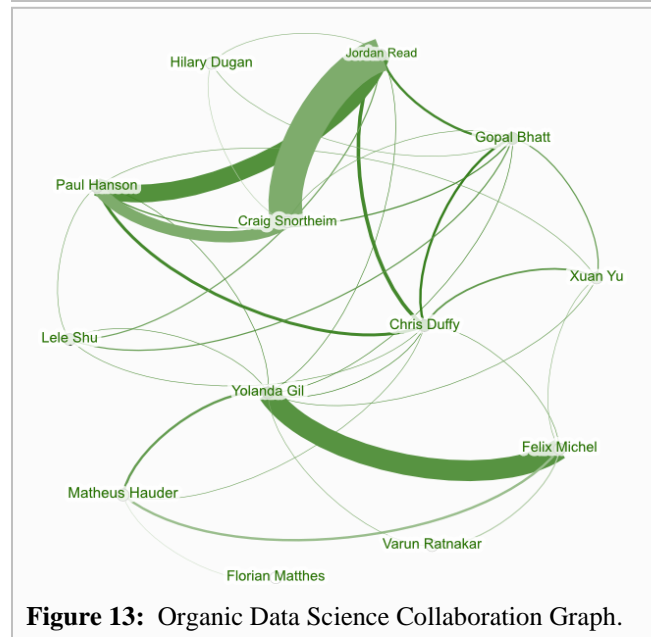 Jordan Read
Hilary Dugan
Gopal Bhatt
Paul Hanson
Craig Snortheim
Xuan Yu
Chris Duffy
Lele Shu
Yolanda Gil
Felix Michel
Matheus Hauder
Varun Ratnakar
Florian Matthes
Figure 13: Organic Data Science Collaboration Graph.